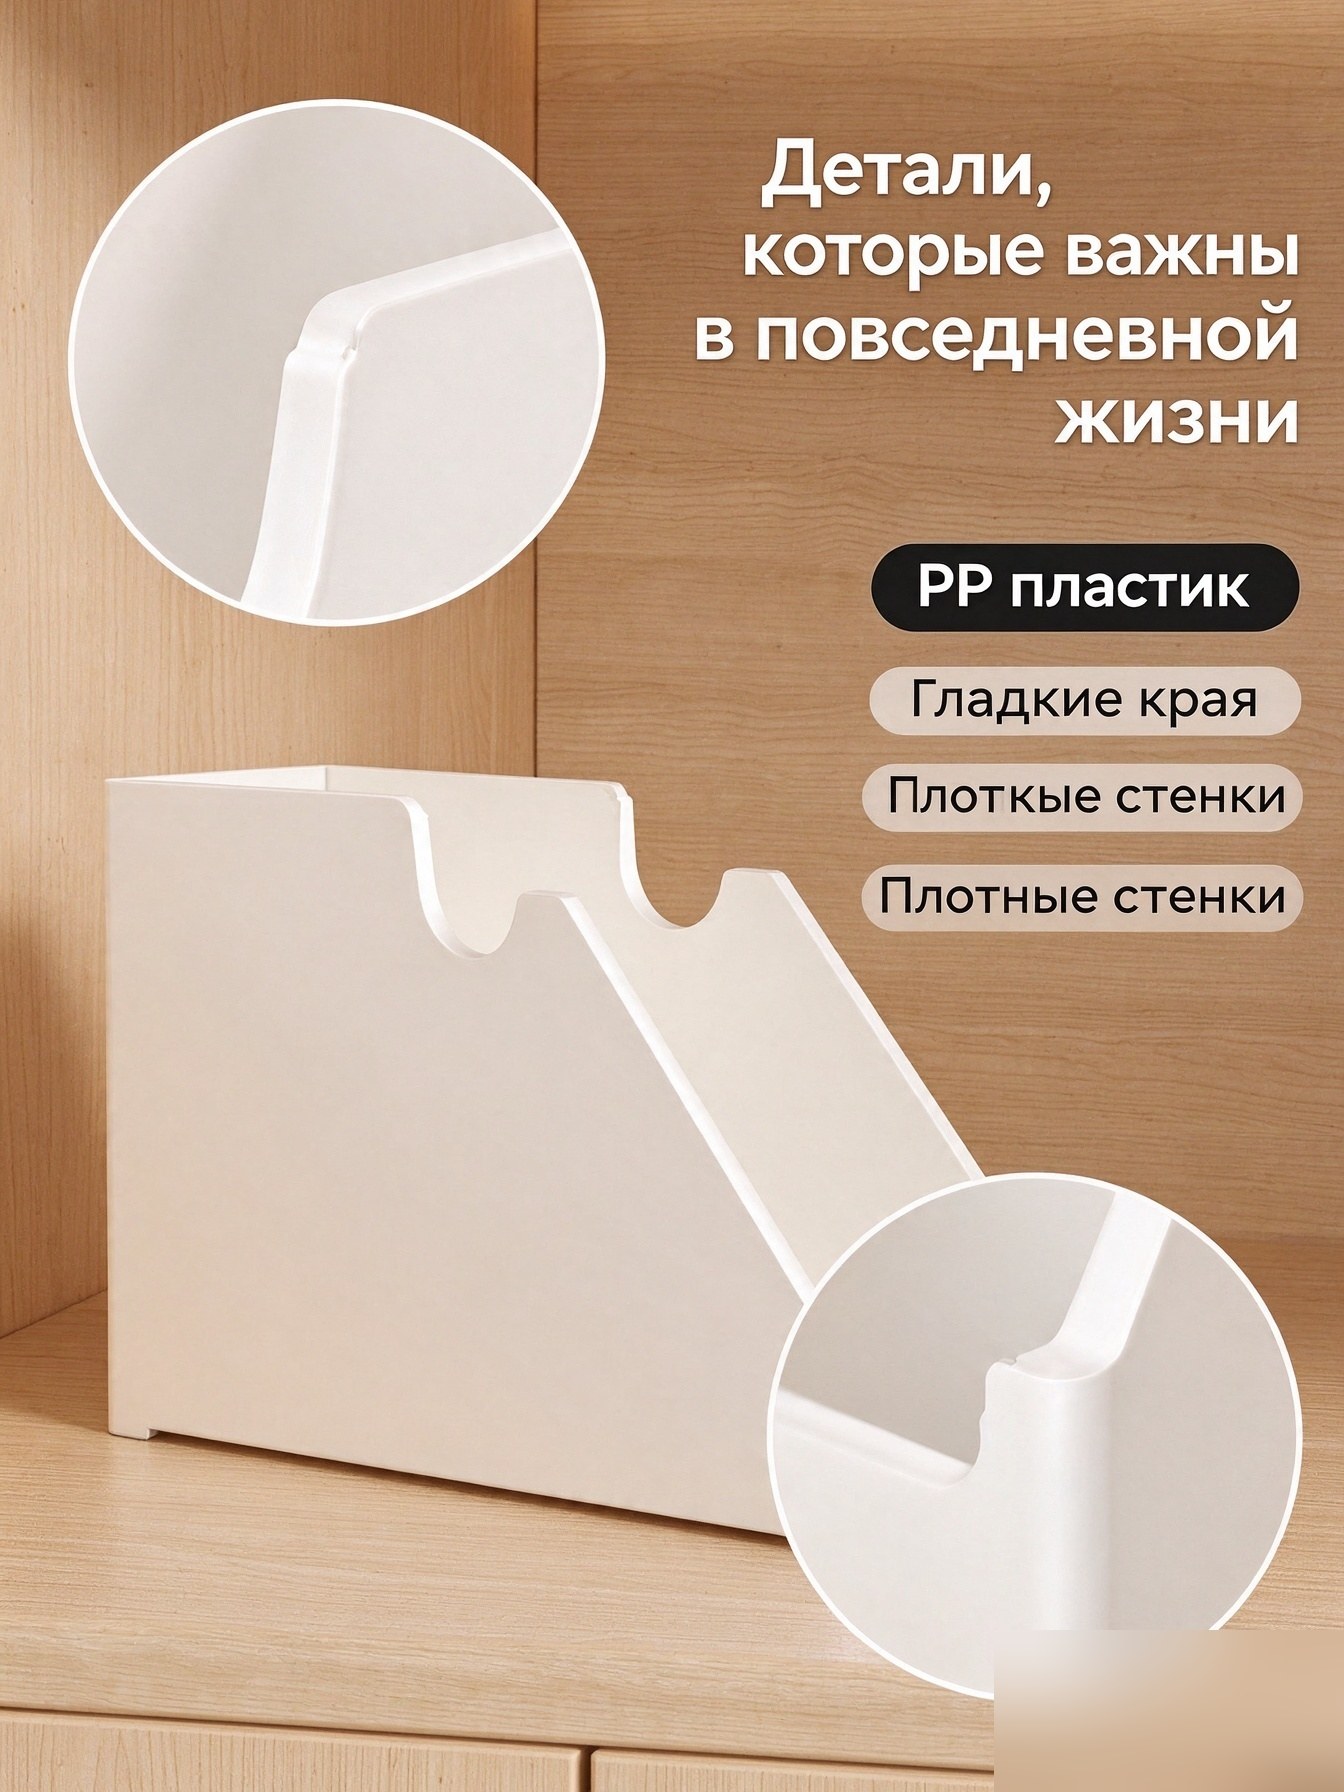 Детали,
которые важны
в повседневной
жизни
PP пластик
Гладкие края
Плоткые стенки
Плотные стенки